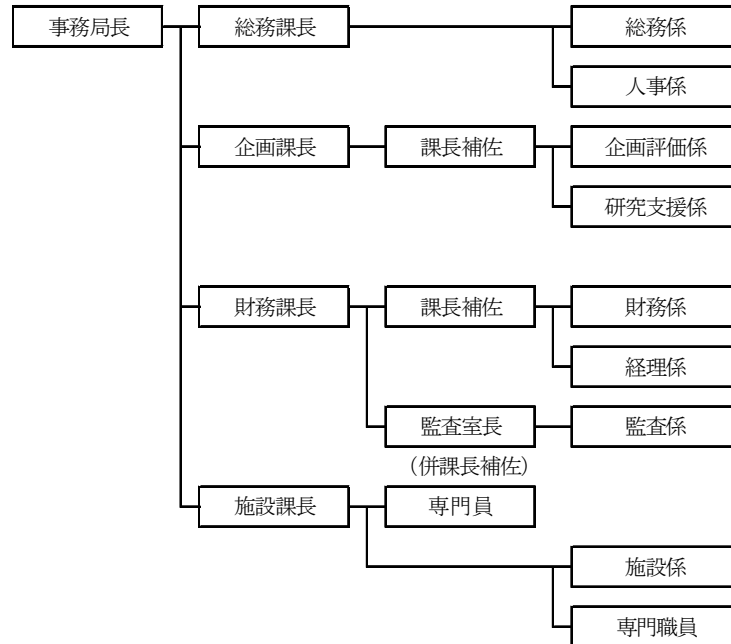 事務局長
総務課長
総務係
人事係
企画課長
課長補佐
企画評価係
研究支援係
財務課長
課長補佐
財務係
経理係
監査室長
(併課長補佐)
監査係
施設課長
専門員
施設係
専門職員